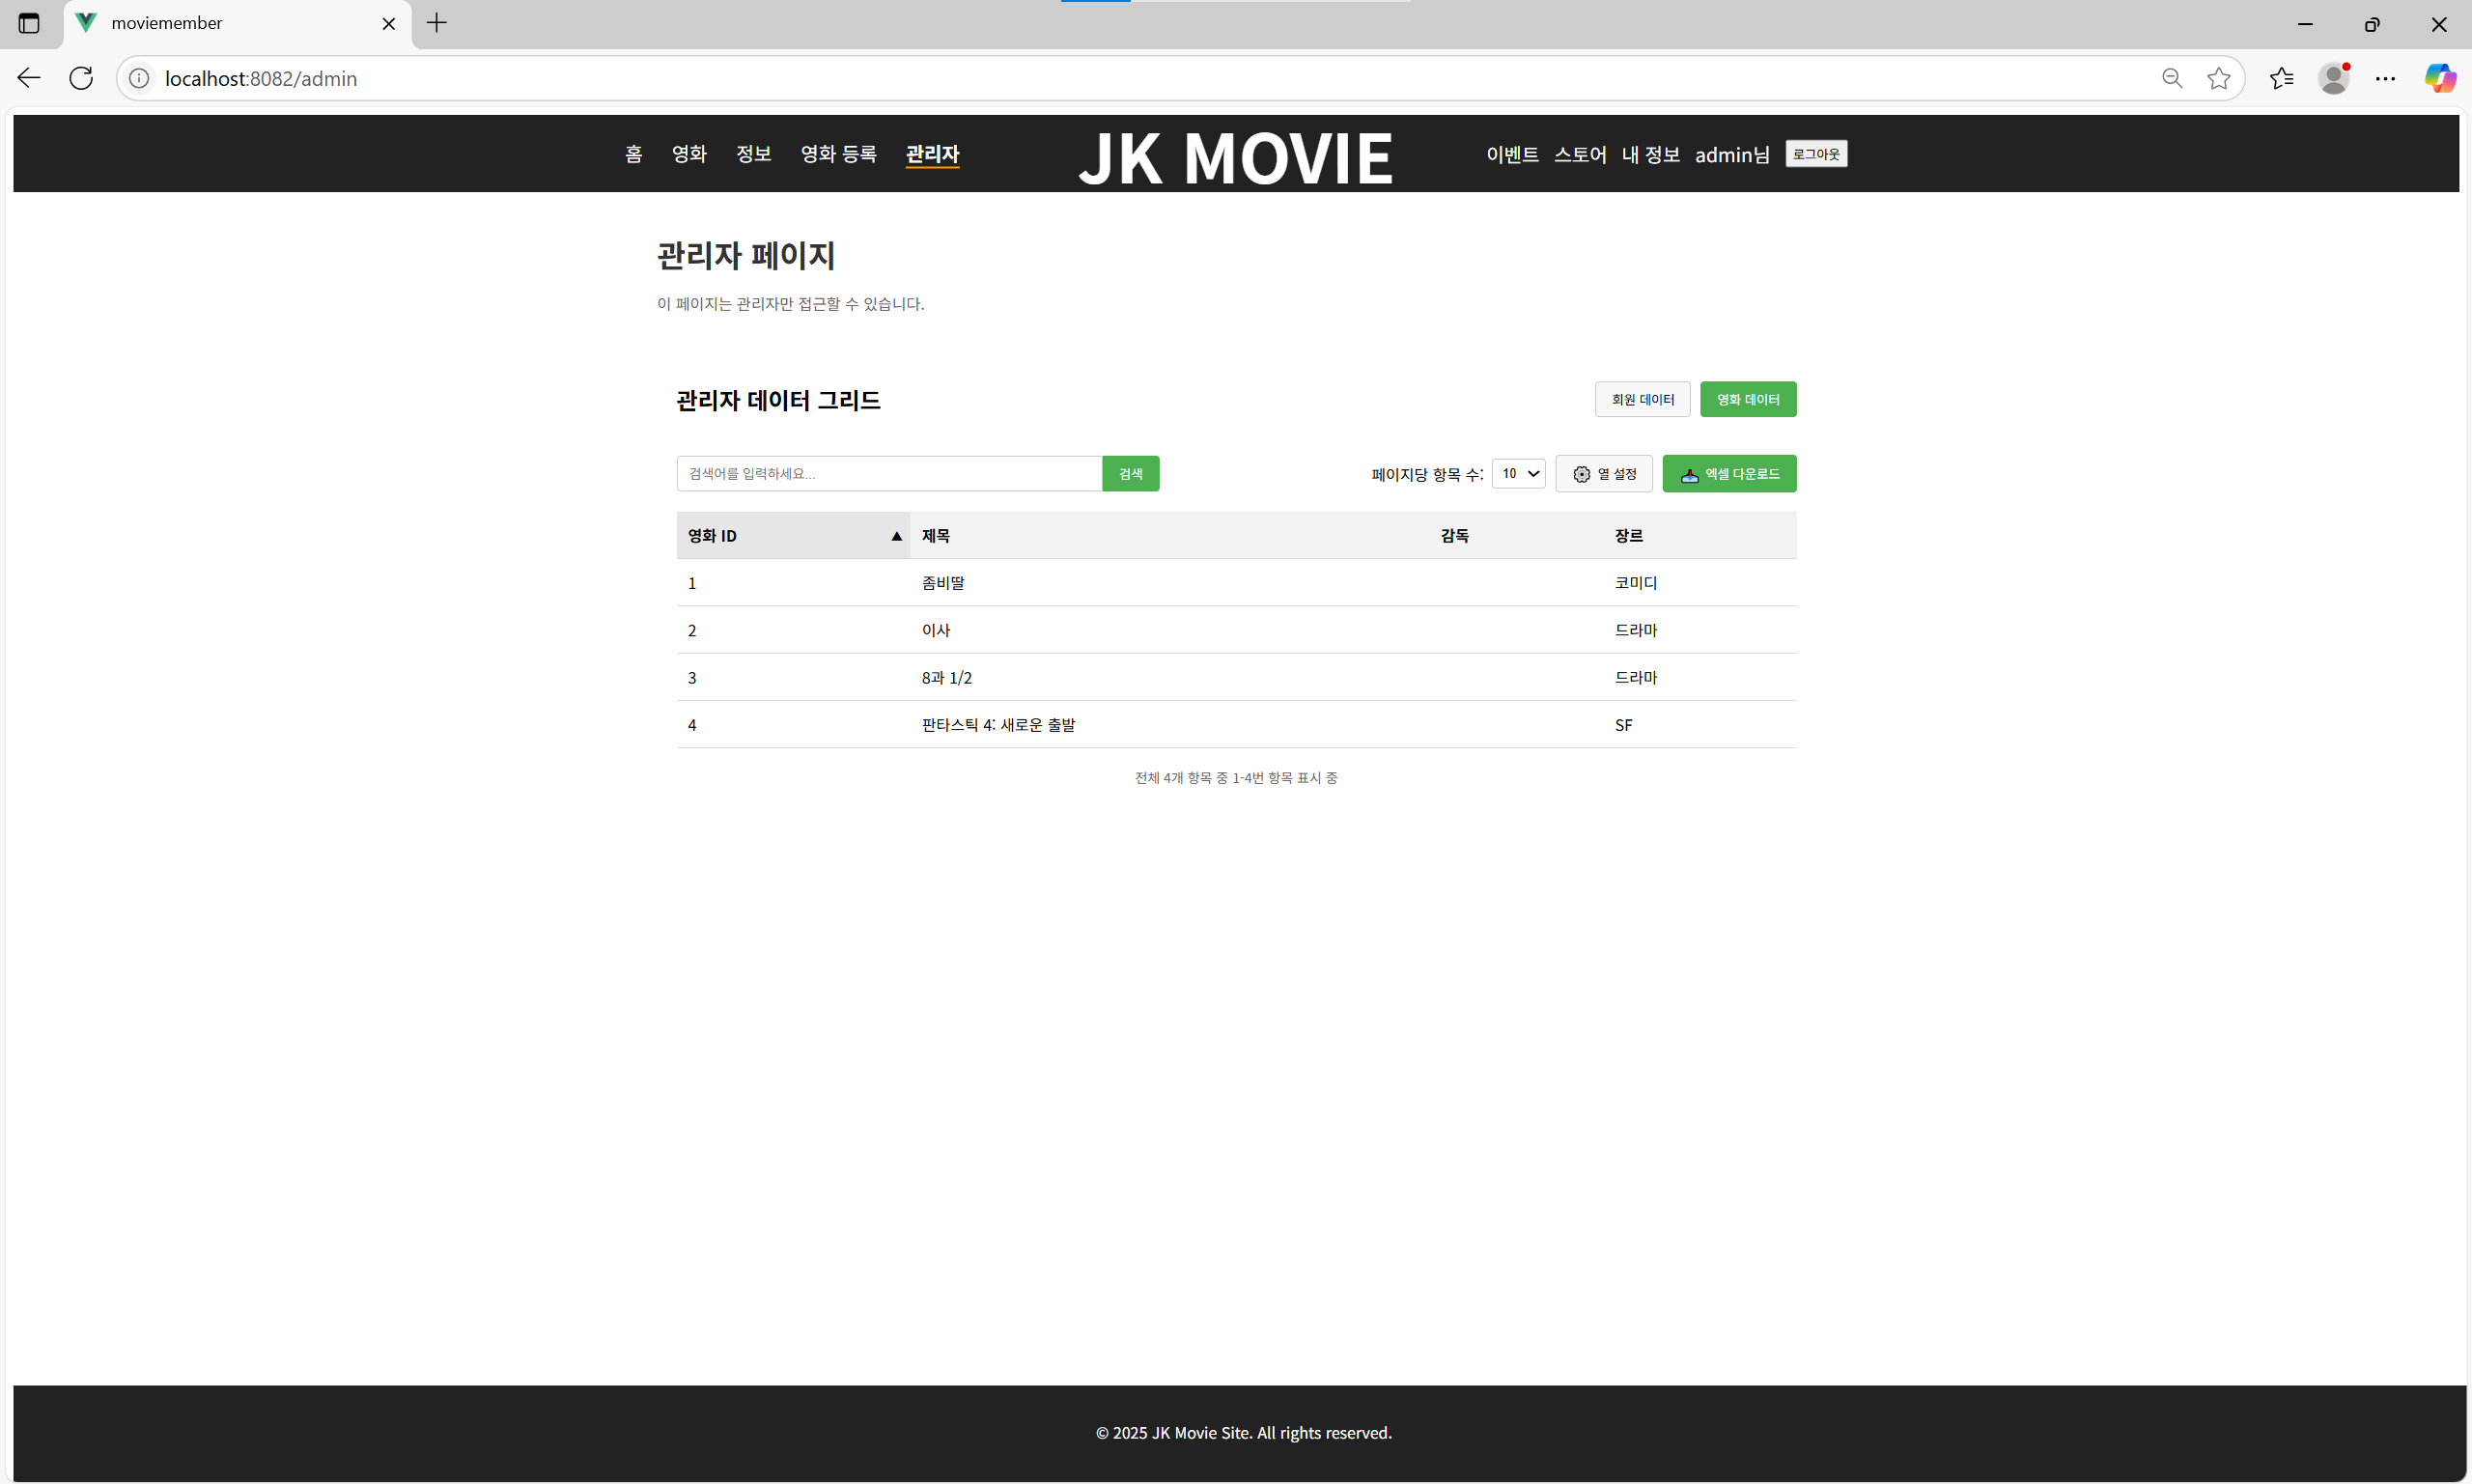 moviemember
localhost:8082/admin
홈 영화 정보 영화 등록 관리자 JK MOVIE 이벤트 스토어 내 정보 admin님 로그아웃
관리자 페이지
이 페이지는 관리자만 접근할 수 있습니다.
관리자 데이터 그리드 회원 데이터 영화 데이터
검색어를 입력하세요... 검색 페이지당 항목 수: 10 열 설정 엑셀 다운로드
영화 ID ▲ 제목 감독 장르
1 좀비딸 코미디
2 이사 드라마
3 8과 1/2 드라마
4 판타스틱 4: 새로운 출발 SF
전체 4개 항목 중 1-4번 항목 표시 중
© 2025 JK Movie Site. All rights reserved.